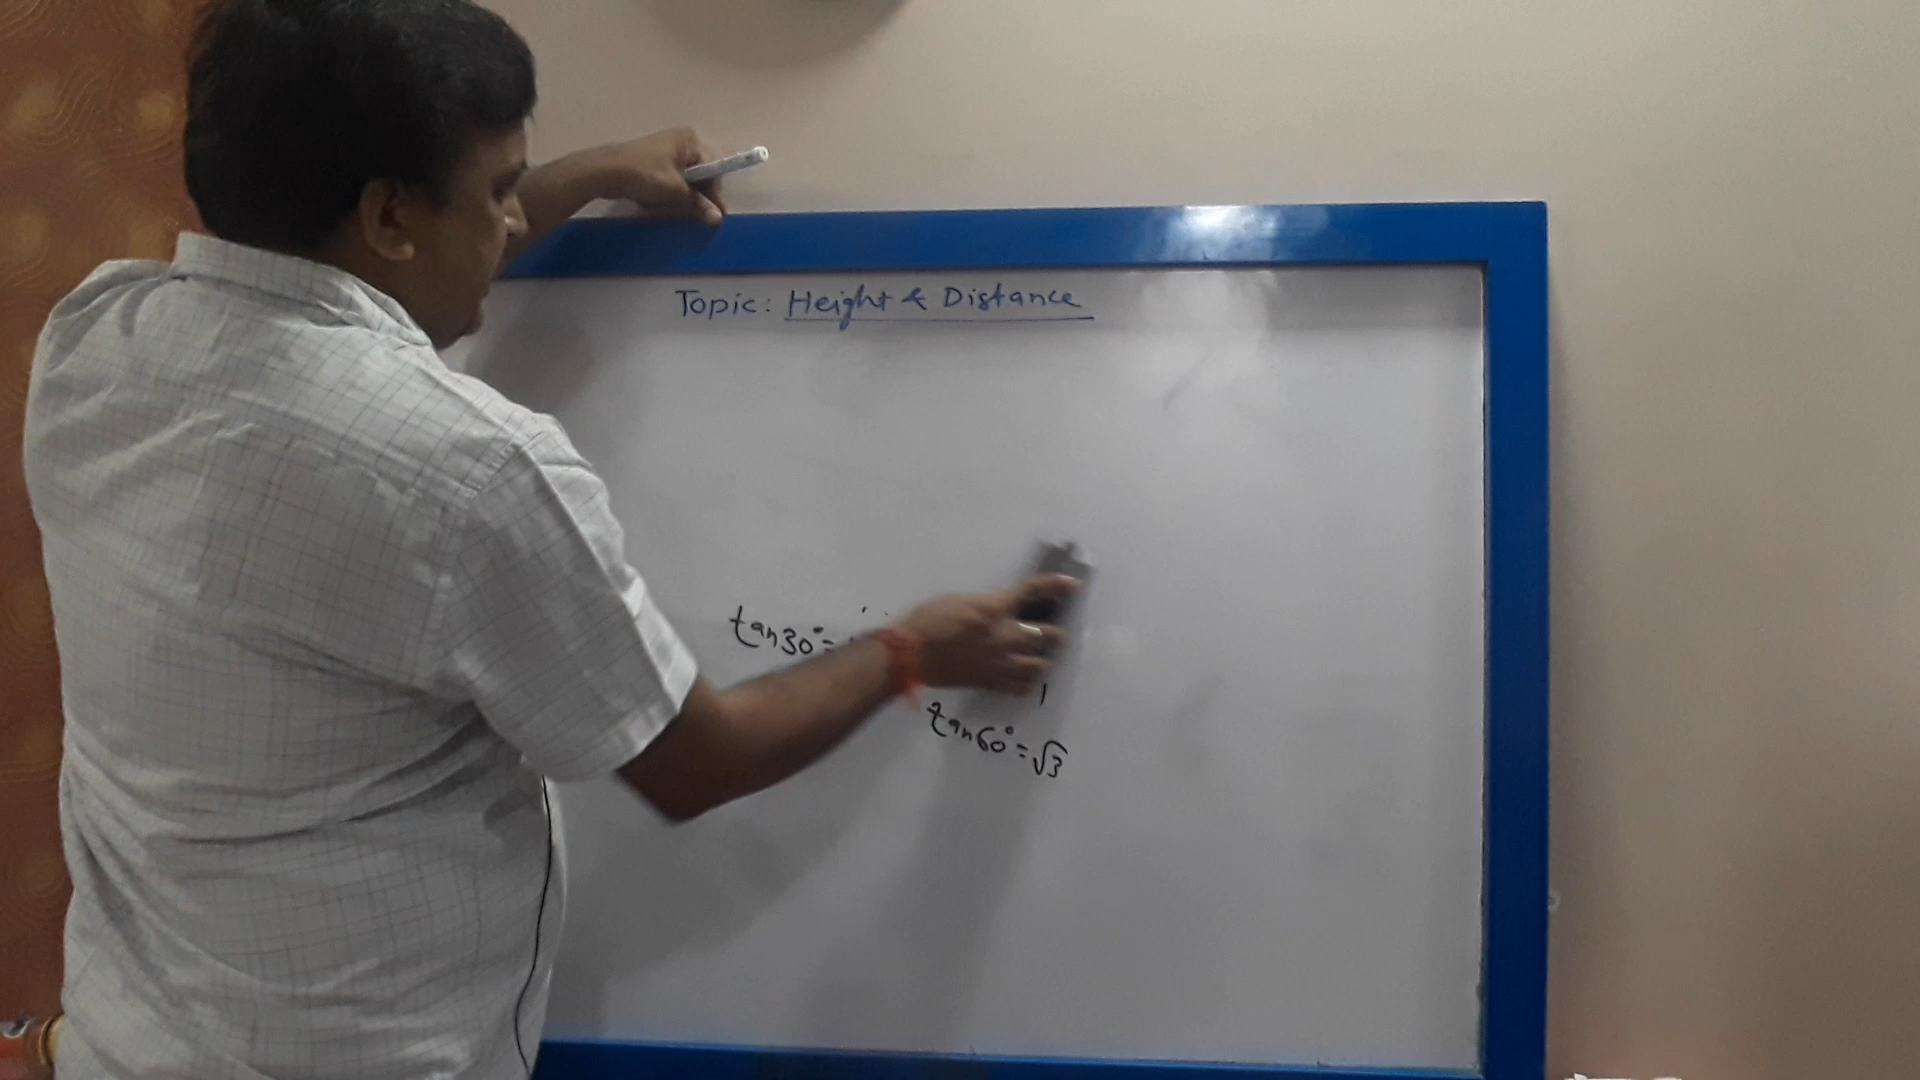 Topic: Height & Distance
tan30° =
tan60° = √3